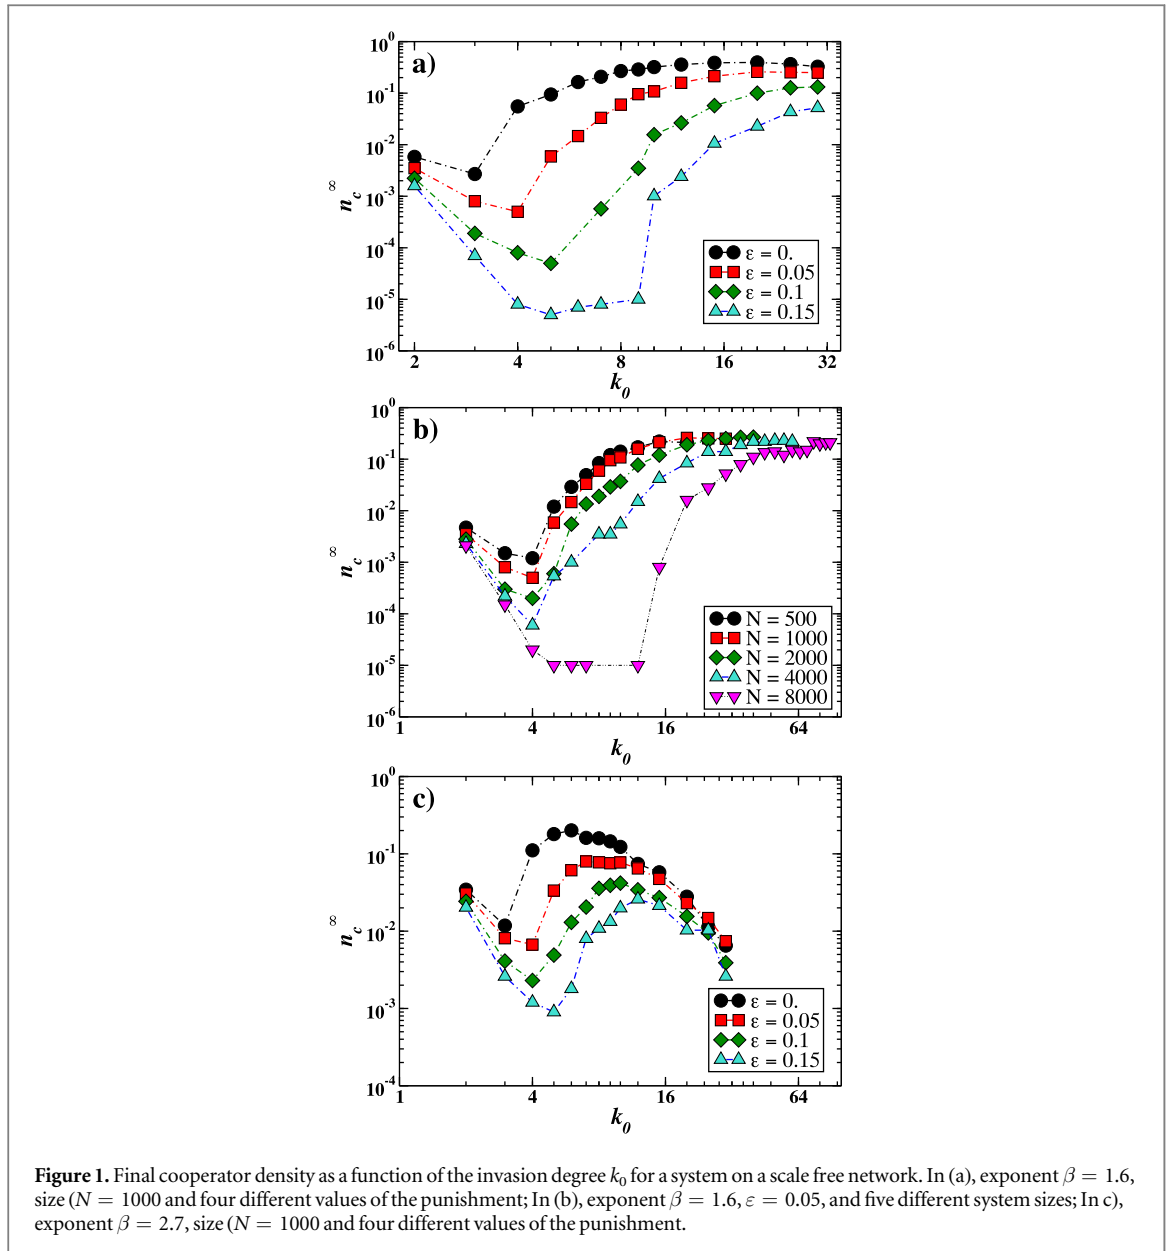 a)
10^0
10^-1
10^-2
10^-3
10^-4
10^-5
10^-6
n_c^∞
ε = 0.
ε = 0.05
ε = 0.1
ε = 0.15
2 4 8 16 32
k_0
b)
10^0
10^-1
10^-2
10^-3
10^-4
10^-5
10^-6
n_c^∞
N = 500
N = 1000
N = 2000
N = 4000
N = 8000
1 4 16 64
k_0
c)
10^0
10^-1
10^-2
10^-3
10^-4
n_c^∞
ε = 0.
ε = 0.05
ε = 0.1
ε = 0.15
1 4 16 64
k_0
Figure 1. Final cooperator density as a function of the invasion degree k_0 for a system on a scale free network. In (a), exponent β = 1.6,
size (N = 1000 and four different values of the punishment; In (b), exponent β = 1.6, ε = 0.05, and five different system sizes; In c),
exponent β = 2.7, size (N = 1000 and four different values of the punishment.